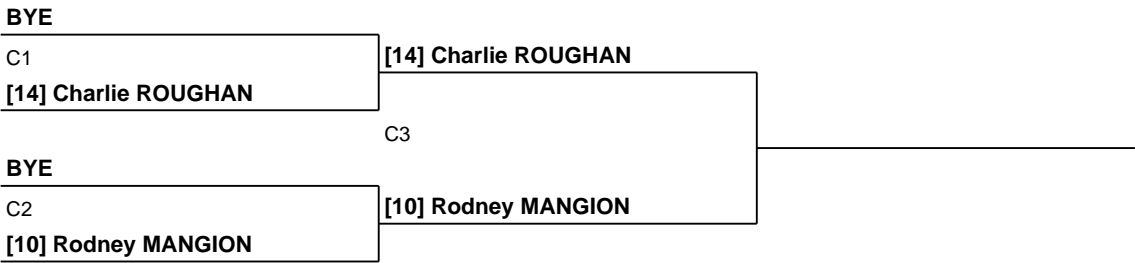 BYE
C1
[14] Charlie ROUGHAN
[14] Charlie ROUGHAN
C3
BYE
C2
[10] Rodney MANGION
[10] Rodney MANGION